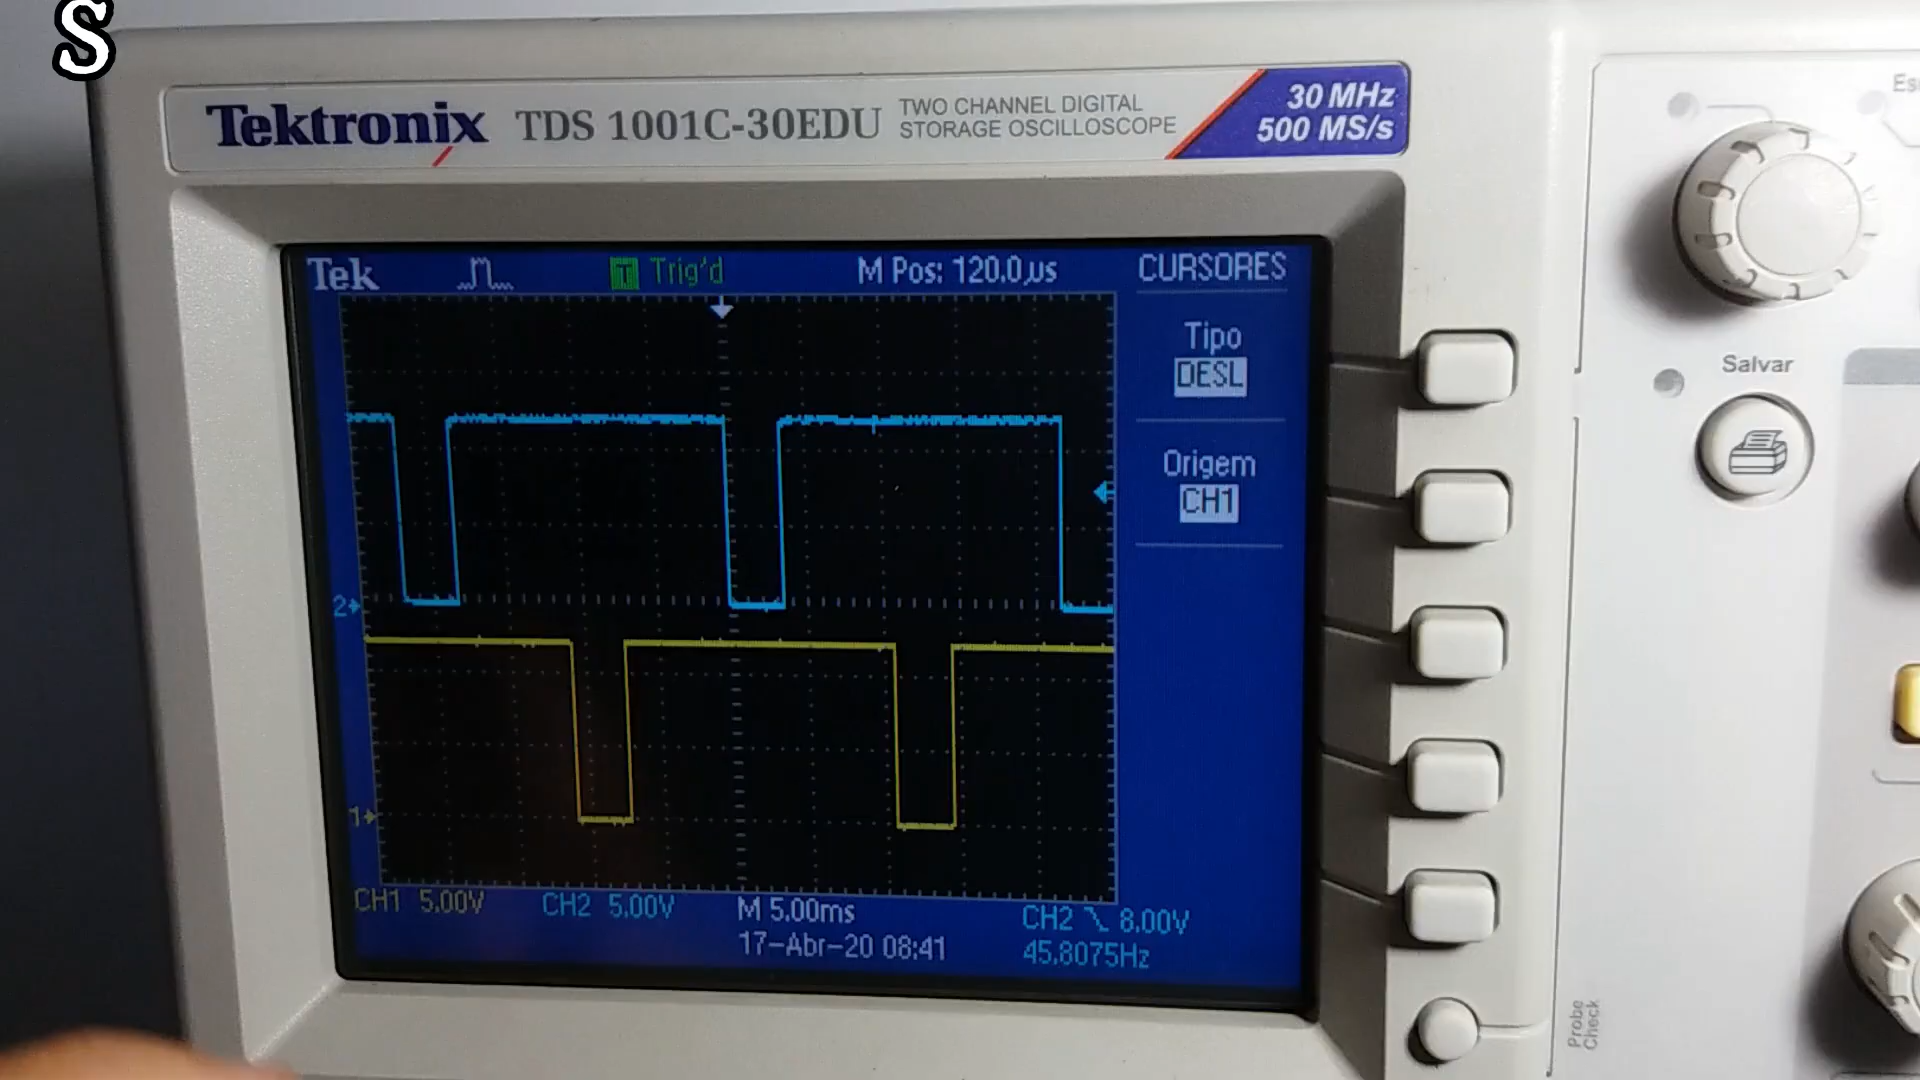 S
Tektronix TDS 1001C-30EDU TWO CHANNEL DIGITAL
STORAGE OSCILLOSCOPE
30 MHz
500 MS/s
Tek T Trig'd M Pos: 120.0µs CURSORES
Tipo
DESL
Origem
CH1
2
1
CH1 5.00V CH2 5.00V M 5.00ms CH2 8.00V
17-Abr-20 08:41 45.8075Hz
Salvar
Probe
Check